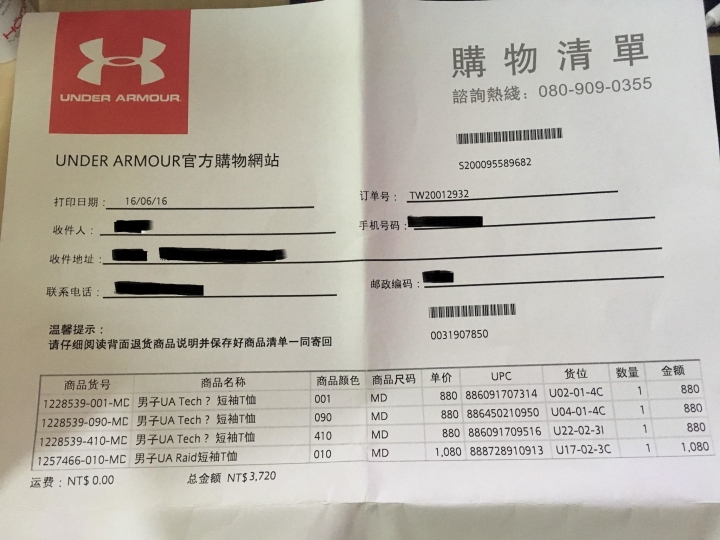 UNDER ARMOUR
購物清單
諮詢熱綫：080-909-0355
S200095589682
UNDER ARMOUR官方購物網站
打印日期： 16/06/16 订单号： TW20012932
收件人： 手机号码：
收件地址：
联系电话： 邮政编码：
0031907850
温馨提示：
请仔细阅读背面退货商品说明并保存好商品清单一同寄回
商品货号 商品名称 商品颜色 商品尺码 单价 UPC 货位 数量 金额
1228539-001-MD 男子UA Tech ? 短袖T恤 001 MD 880 886091707314 U02-01-4C 1 880
1228539-090-MD 男子UA Tech ? 短袖T恤 090 MD 880 886450210950 U04-01-4C 1 880
1228539-410-MD 男子UA Tech ? 短袖T恤 410 MD 880 886091709516 U22-02-3I 1 880
1257466-010-MD 男子UA Raid短袖T恤 010 MD 1,080 888728910913 U17-02-3C 1 1,080
运费：NT$ 0.00 总金额 NT$ 3,720